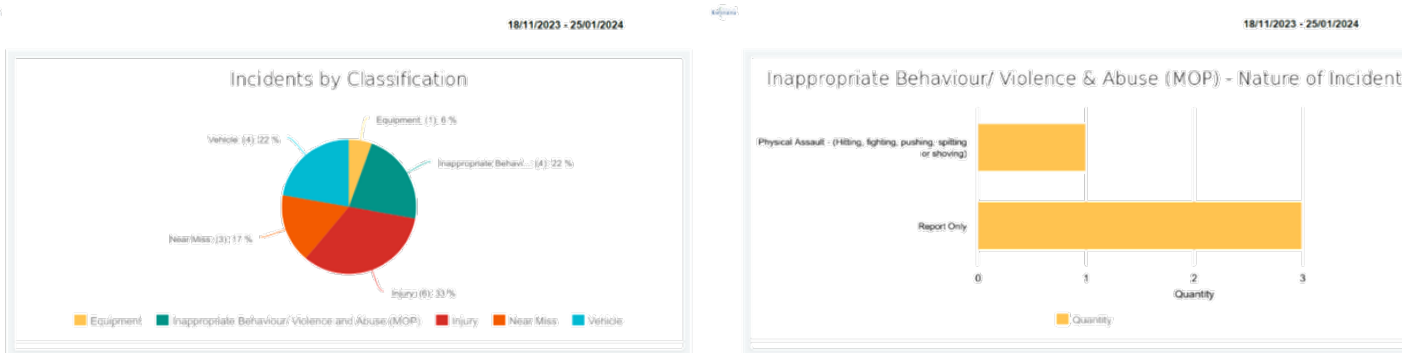 18/11/2023 - 25/01/2024
Incidents by Classification
Equipment (1) 6 %
Vehicle (4) 22 %
Inappropriate Behavi... (4) 22 %
Near Miss (3) 17 %
Injury (6) 33 %
Equipment
Inappropriate Behaviour/ Violence and Abuse (MOP)
Injury
Near Miss
Vehicle
18/11/2023 - 25/01/2024
Inappropriate Behaviour/ Violence & Abuse (MOP) - Nature of Incident
Physical Assault - (Hitting, fighting, pushing, spitting
or shoving)
Report Only
0 1 2 3
Quantity
Quantity